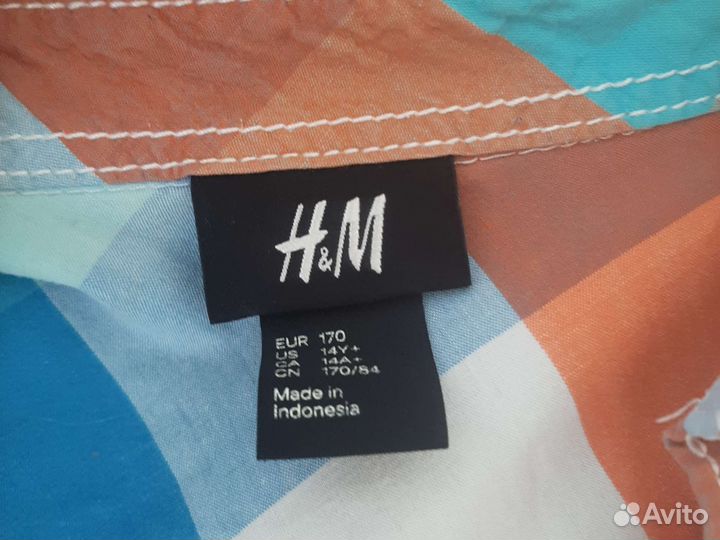 H&M
EUR 170
US 14Y+
CA 14A+
CN 170/84
Made in
Indonesia
Avito